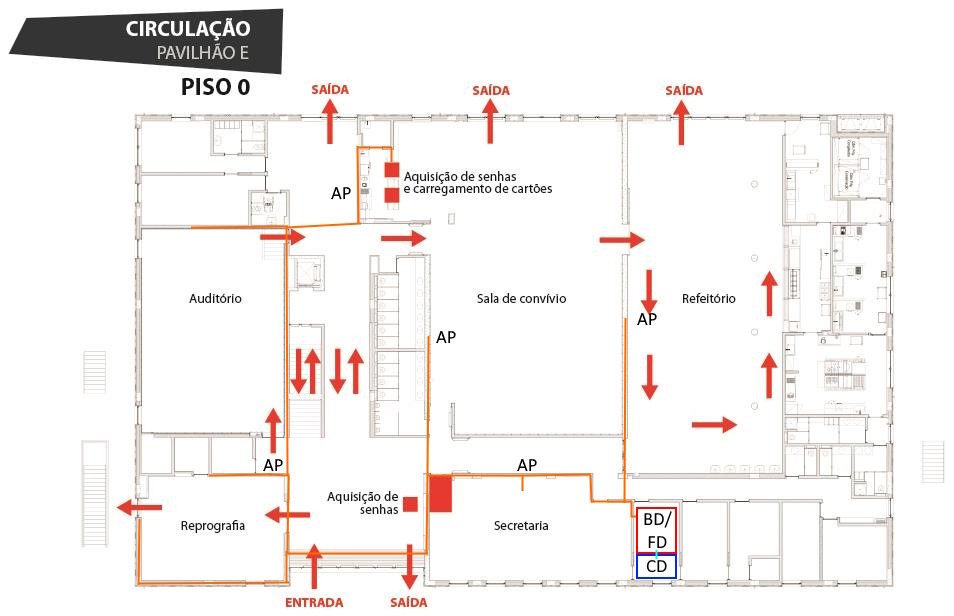 CIRCULAÇÃO
PAVILHÃO E
PISO 0
SAÍDA
SAÍDA
SAÍDA
Aquisição de senhas
e carregamento de cartões
AP
Auditório
Sala de convívio
Refeitório
AP
AP
AP
AP
Aquisição de
senhas
Reprografia
Secretaria
BD/
FD
CD
ENTRADA
SAÍDA